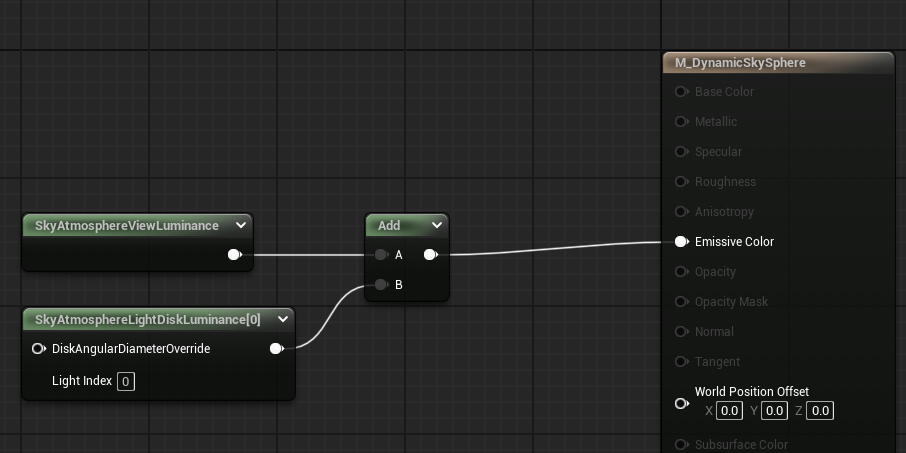 M_DynamicSkySphere
Base Color
Metallic
Specular
Roughness
Anisotropy
SkyAtmosphereViewLuminance
Add
Emissive Color
A
B
Opacity
Opacity Mask
SkyAtmosphereLightDiskLuminance[0]
Normal
DiskAngularDiameterOverride
Tangent
Light Index 0
World Position Offset
X 0.0 Y 0.0 Z 0.0
Subsurface Color